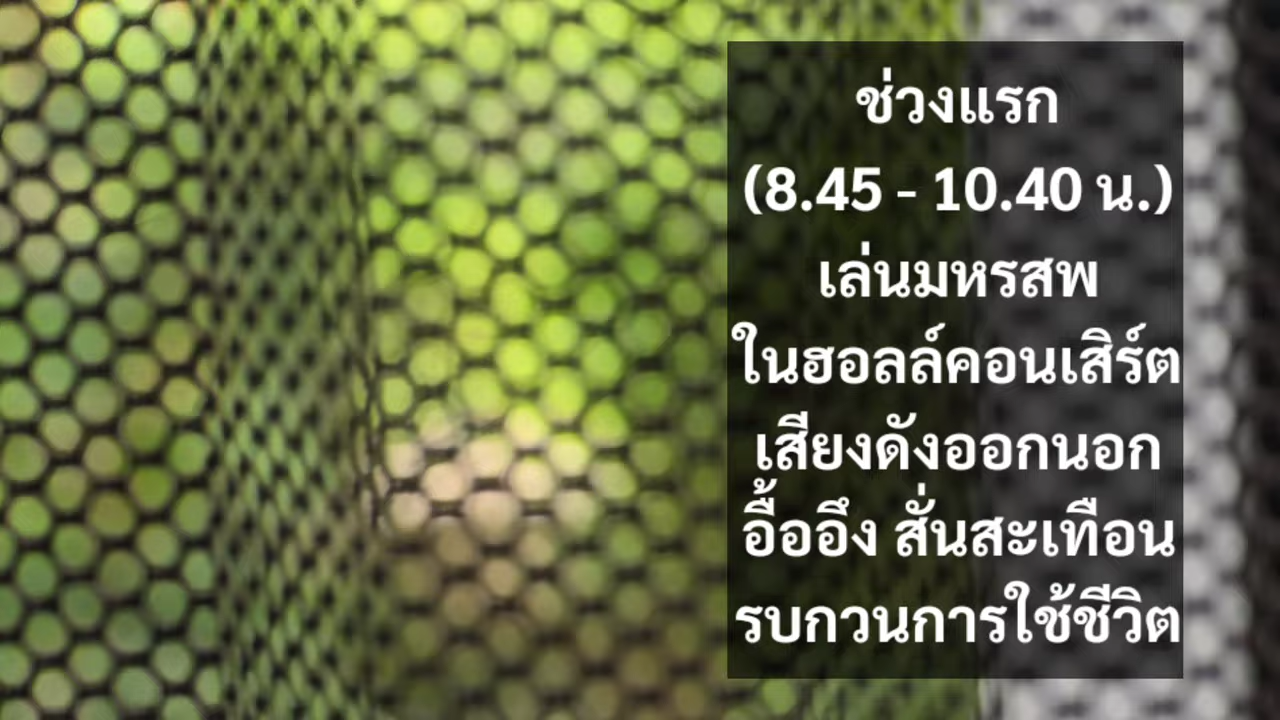 ช่วงแรก
(8.45 - 10.40 น.)
เล่นมหรสพ
ในฮอลล์คอนเสิร์ต
เสียงดังออกนอก
อื้ออึง สั่นสะเทือน
รบกวนการใช้ชีวิต